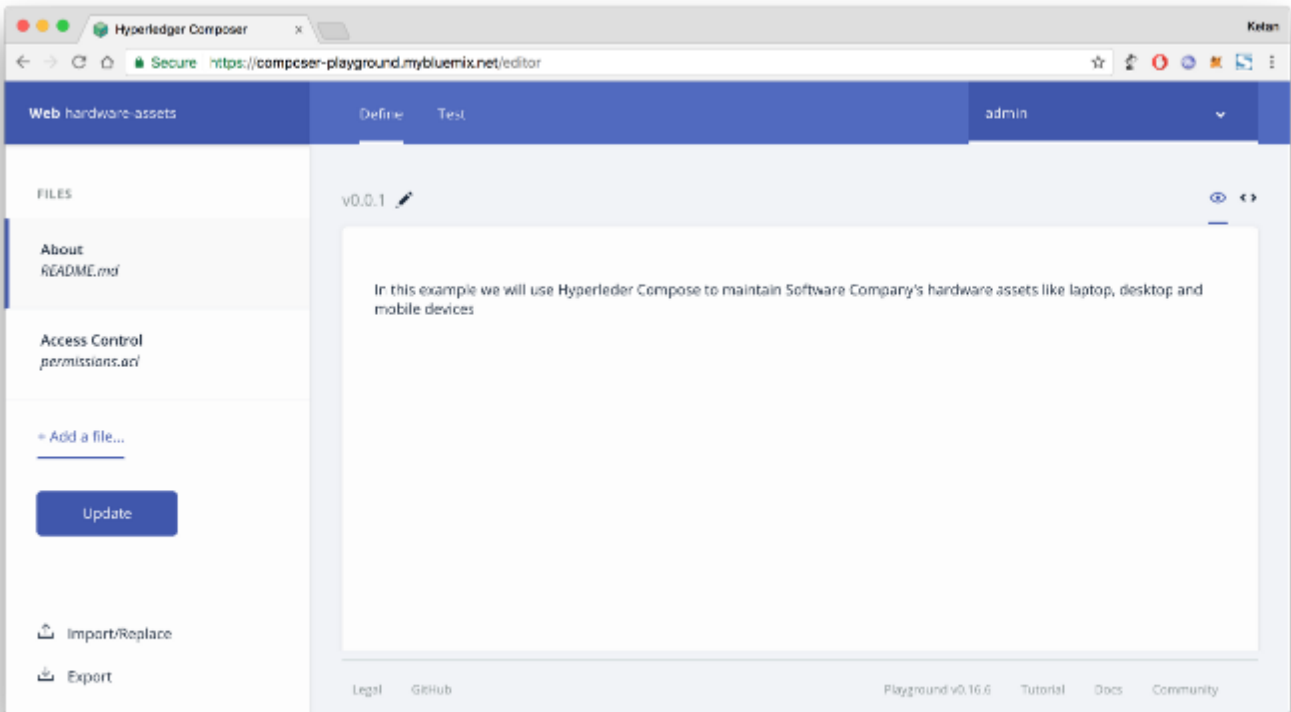 Hyperledger Composer
Ketan
Secure https://composer-playground.mybluemix.net/editor
Web hardware-assets
Define Test
admin
FILES
v0.0.1
About
README.md
In this example we will use Hyperleder Compose to maintain Software Company's hardware assets like laptop, desktop and
mobile devices
Access Control
permissions.acl
+ Add a file...
Update
Import/Replace
Export
Legal GitHub
Playground v0.16.6 Tutorial Docs Community